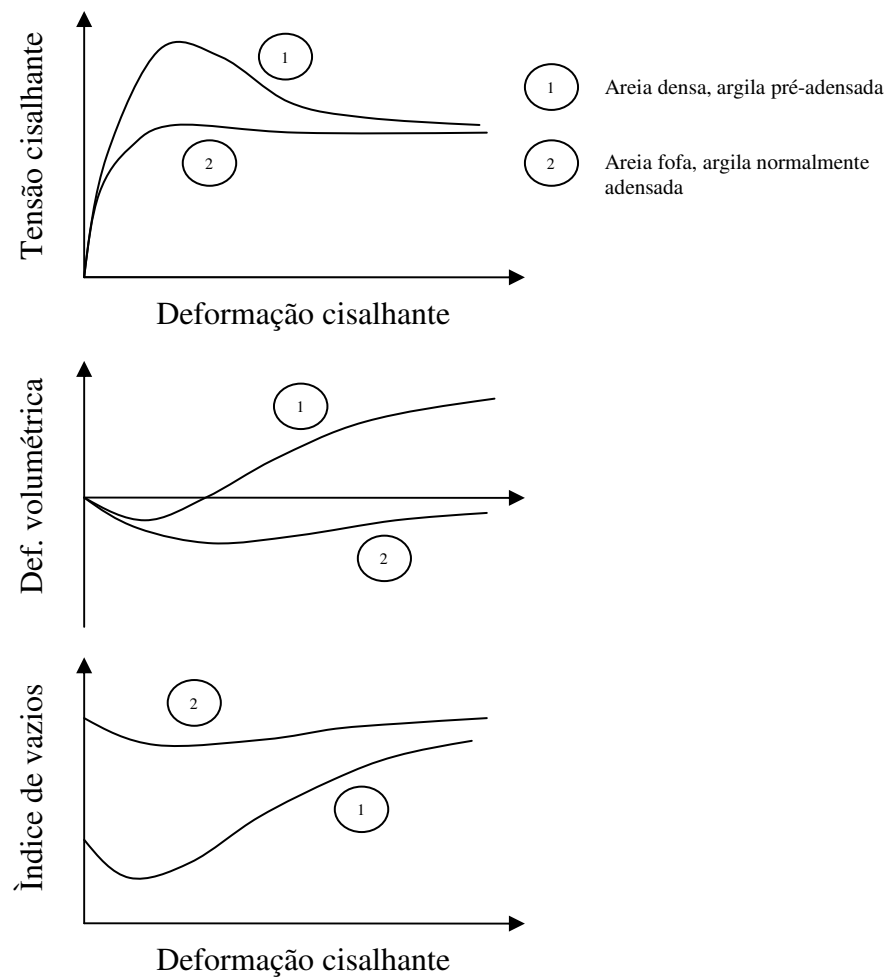 Tensão cisalhante
1
2
Deformação cisalhante
1
Areia densa, argila pré-adensada
2
Areia fofa, argila normalmente
adensada
Def. volumétrica
1
2
Ìndice de vazios
2
1
Deformação cisalhante